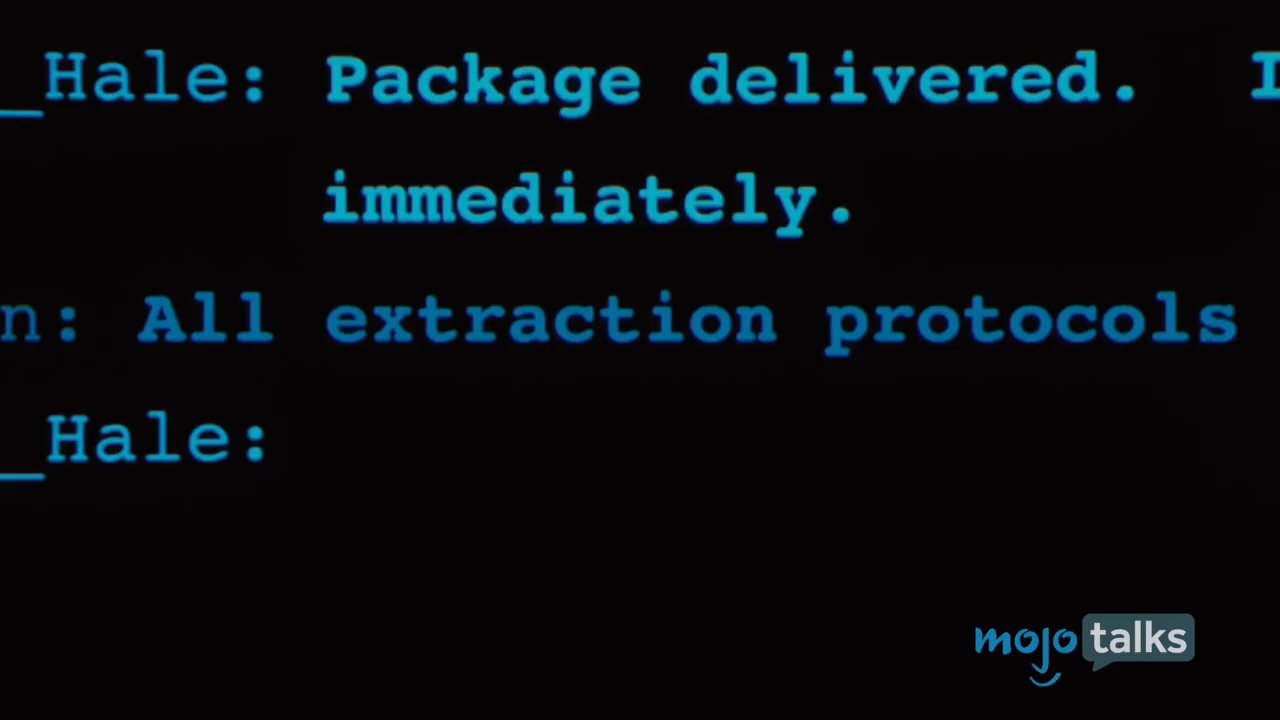 _Hale: Package delivered. I
immediately.
n: All extraction protocols
_Hale:
mojo talks